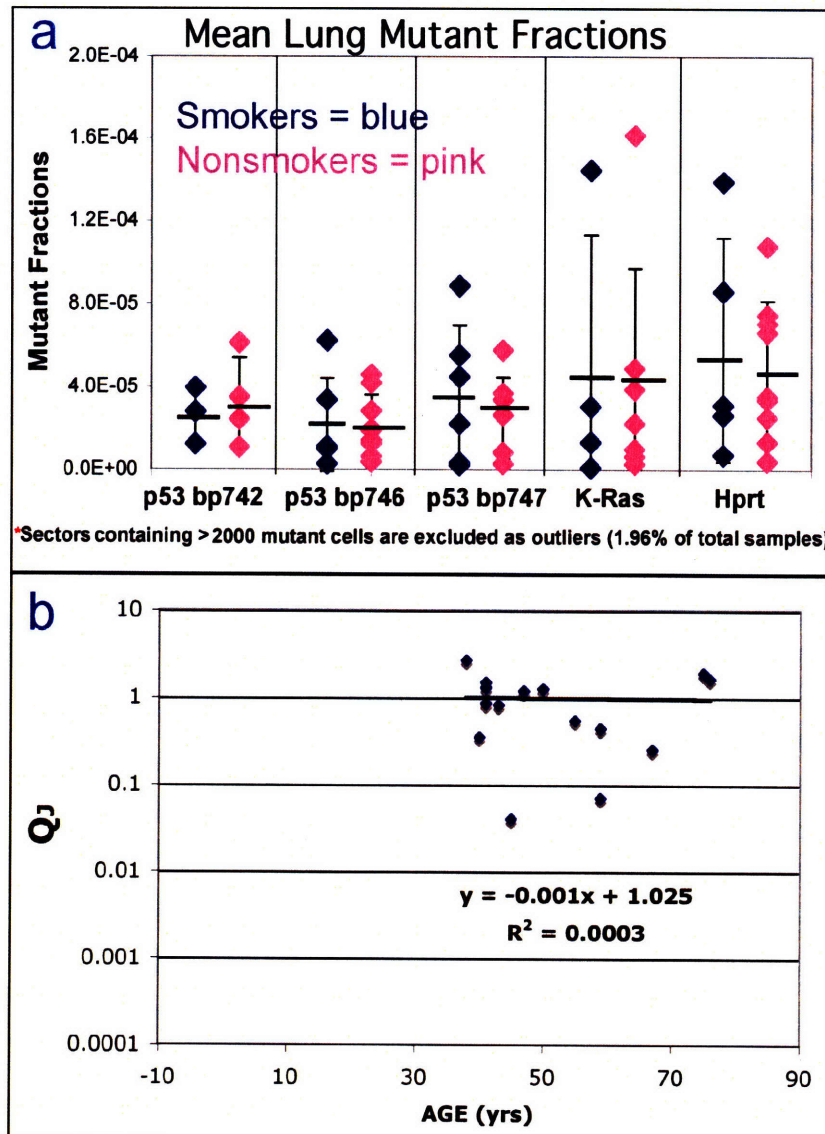 a Mean Lung Mutant Fractions
2.0E-04
1.6E-04
1.2E-04
8.0E-05
4.0E-05
0.0E+00
Mutant Fractions
Smokers = blue
Nonsmokers = pink
p53 bp742 p53 bp746 p53 bp747 K-Ras Hprt
*Sectors containing >2000 mutant cells are excluded as outliers (1.96% of total samples)
b
10
1
0.1
0.01
0.001
0.0001
QJ
y = -0.001x + 1.025
R² = 0.0003
-10 10 30 50 70 90
AGE (yrs)